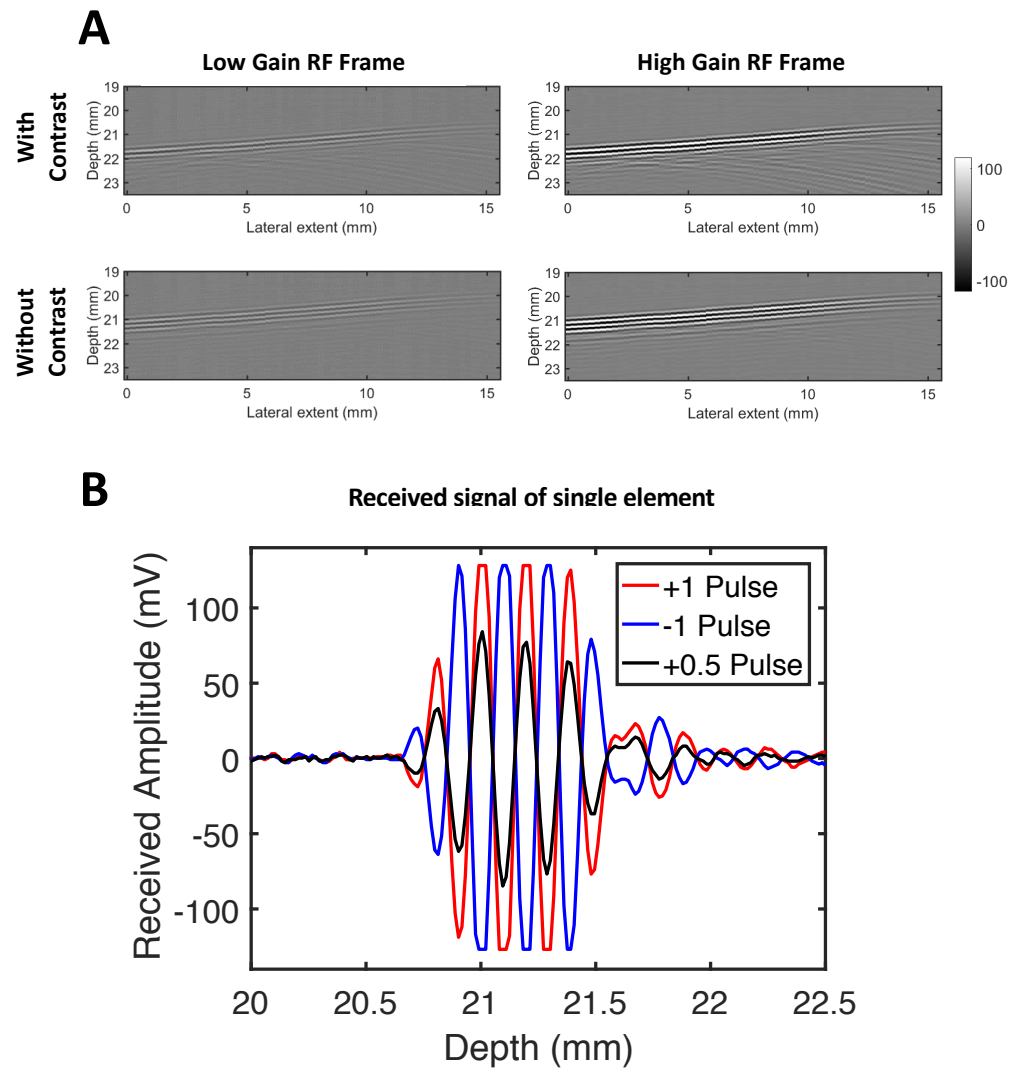 A
Low Gain RF Frame
High Gain RF Frame
With
Contrast
Depth (mm)
19
20
21
22
23
0
5
10
15
Lateral extent (mm)
Depth (mm)
19
20
21
22
23
0
5
10
15
Lateral extent (mm)
100
0
-100
Without
Contrast
Depth (mm)
19
20
21
22
23
0
5
10
15
Lateral extent (mm)
Depth (mm)
19
20
21
22
23
0
5
10
15
Lateral extent (mm)
B
Received signal of single element
Received Amplitude (mV)
100
50
0
-50
-100
+1 Pulse
-1 Pulse
+0.5 Pulse
20
20.5
21
21.5
22
22.5
Depth (mm)